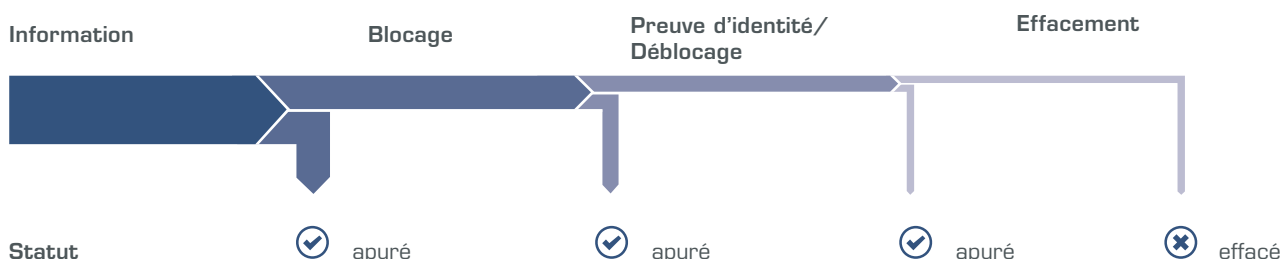 Information
Blocage
Preuve d'identité/
Déblocage
Effacement
Statut
apuré
apuré
apuré
effacé